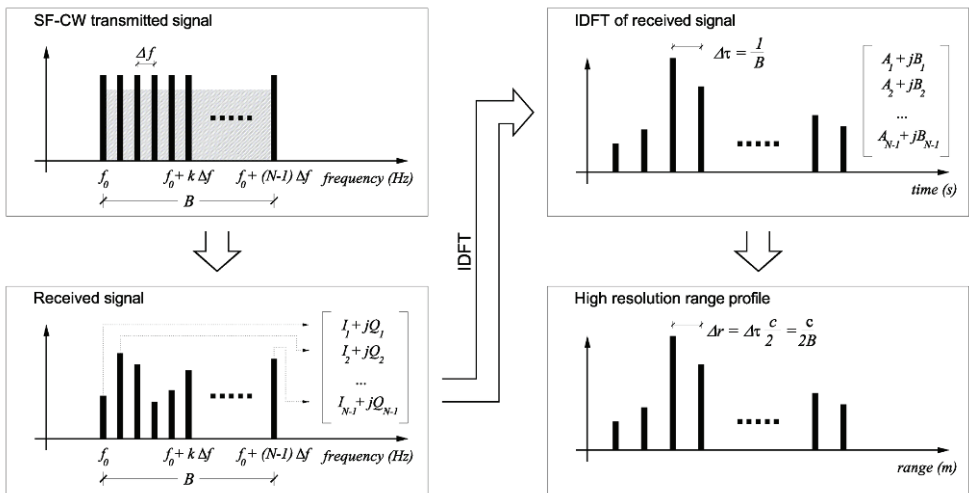 SF-CW transmitted signal
Δf
f0 f0 + k Δf f0 + (N-1) Δf frequency (Hz)
B
Received signal
I1 + jQ1
I2 + jQ2
...
IN-1 + jQN-1
f0 f0 + k Δf f0 + (N-1) Δf frequency (Hz)
B
IDFT
IDFT of received signal
Δτ = 1/B
A1 + jB1
A2 + jB2
...
AN-1 + jBN-1
time (s)
High resolution range profile
Δr = Δτ c/2 = c/2B
range (m)